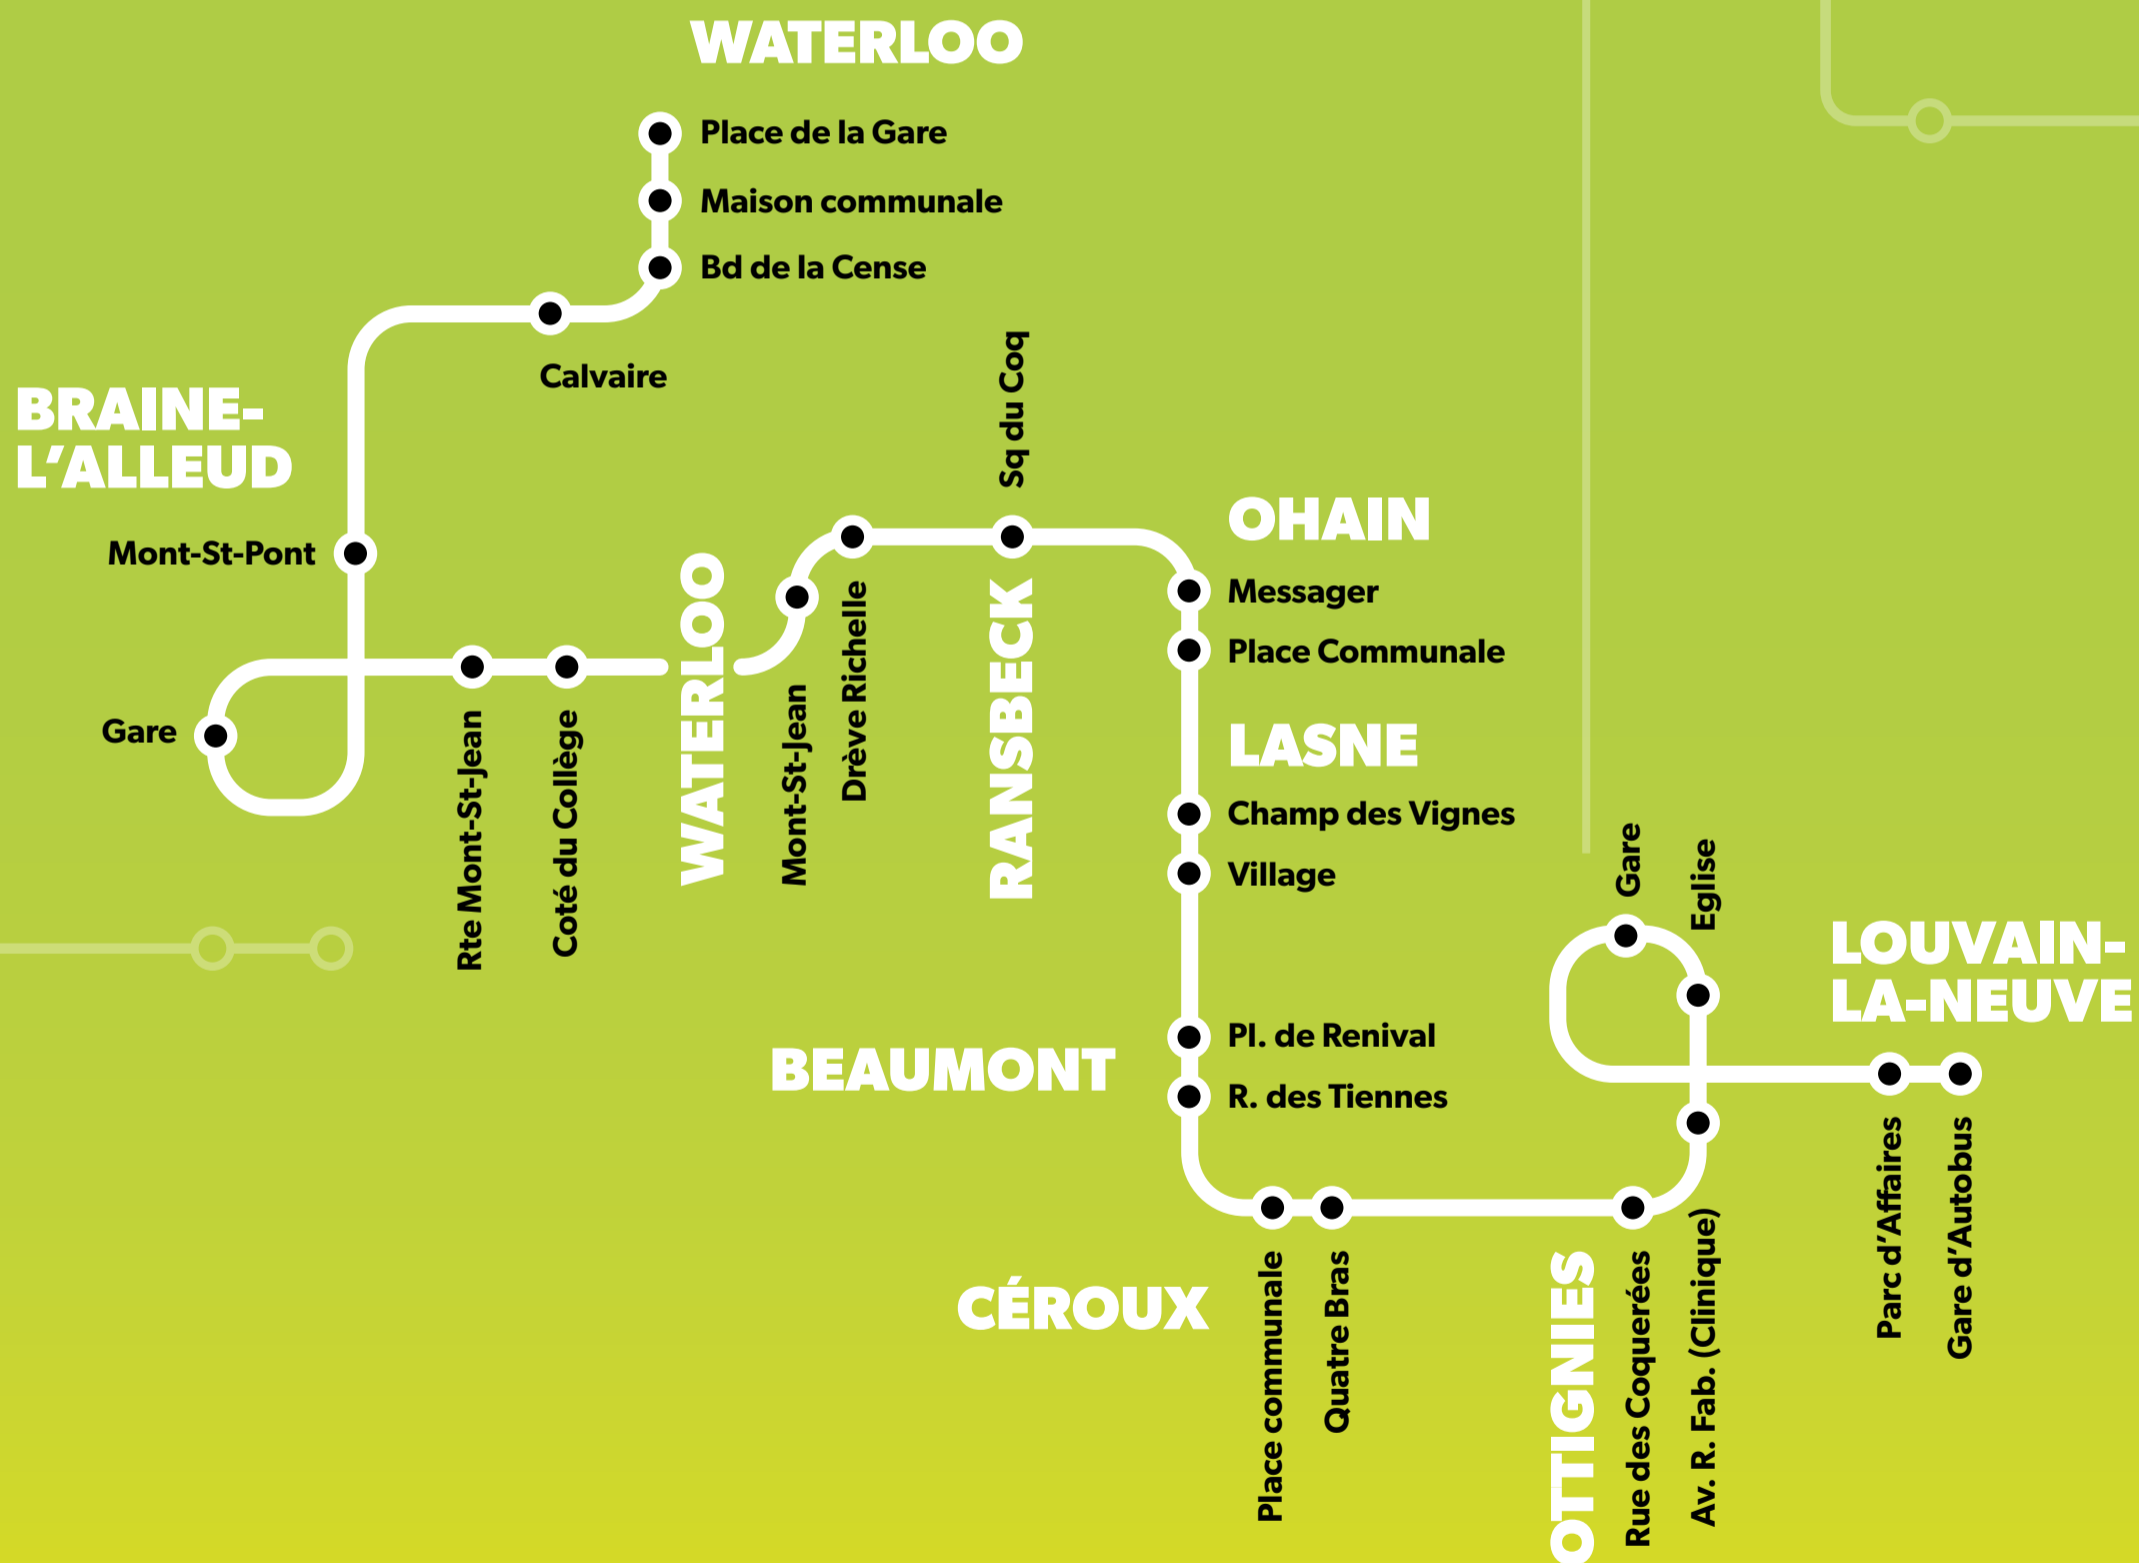 WATERLOO
Place de la Gare
Maison communale
Bd de la Cense
Calvaire
BRAINE-
L'ALLEUD
Mont-St-Pont
Gare
Rte Mont-St-Jean
Coté du Collège
WATERLOO
Mont-St-Jean
Drève Richelle
Sq du Coq
RANSBECK
OHAIN
Messager
Place Communale
LASNE
Champ des Vignes
Village
BEAUMONT
Pl. de Renival
R. des Tiennes
CÉROUX
Place communale
Quatre Bras
OTTIGNIES
Rue des Coquerées
Av. R. Fab. (Clinique)
Gare
Eglise
LOUVAIN-
LA-NEUVE
Parc d'Affaires
Gare d'Autobus